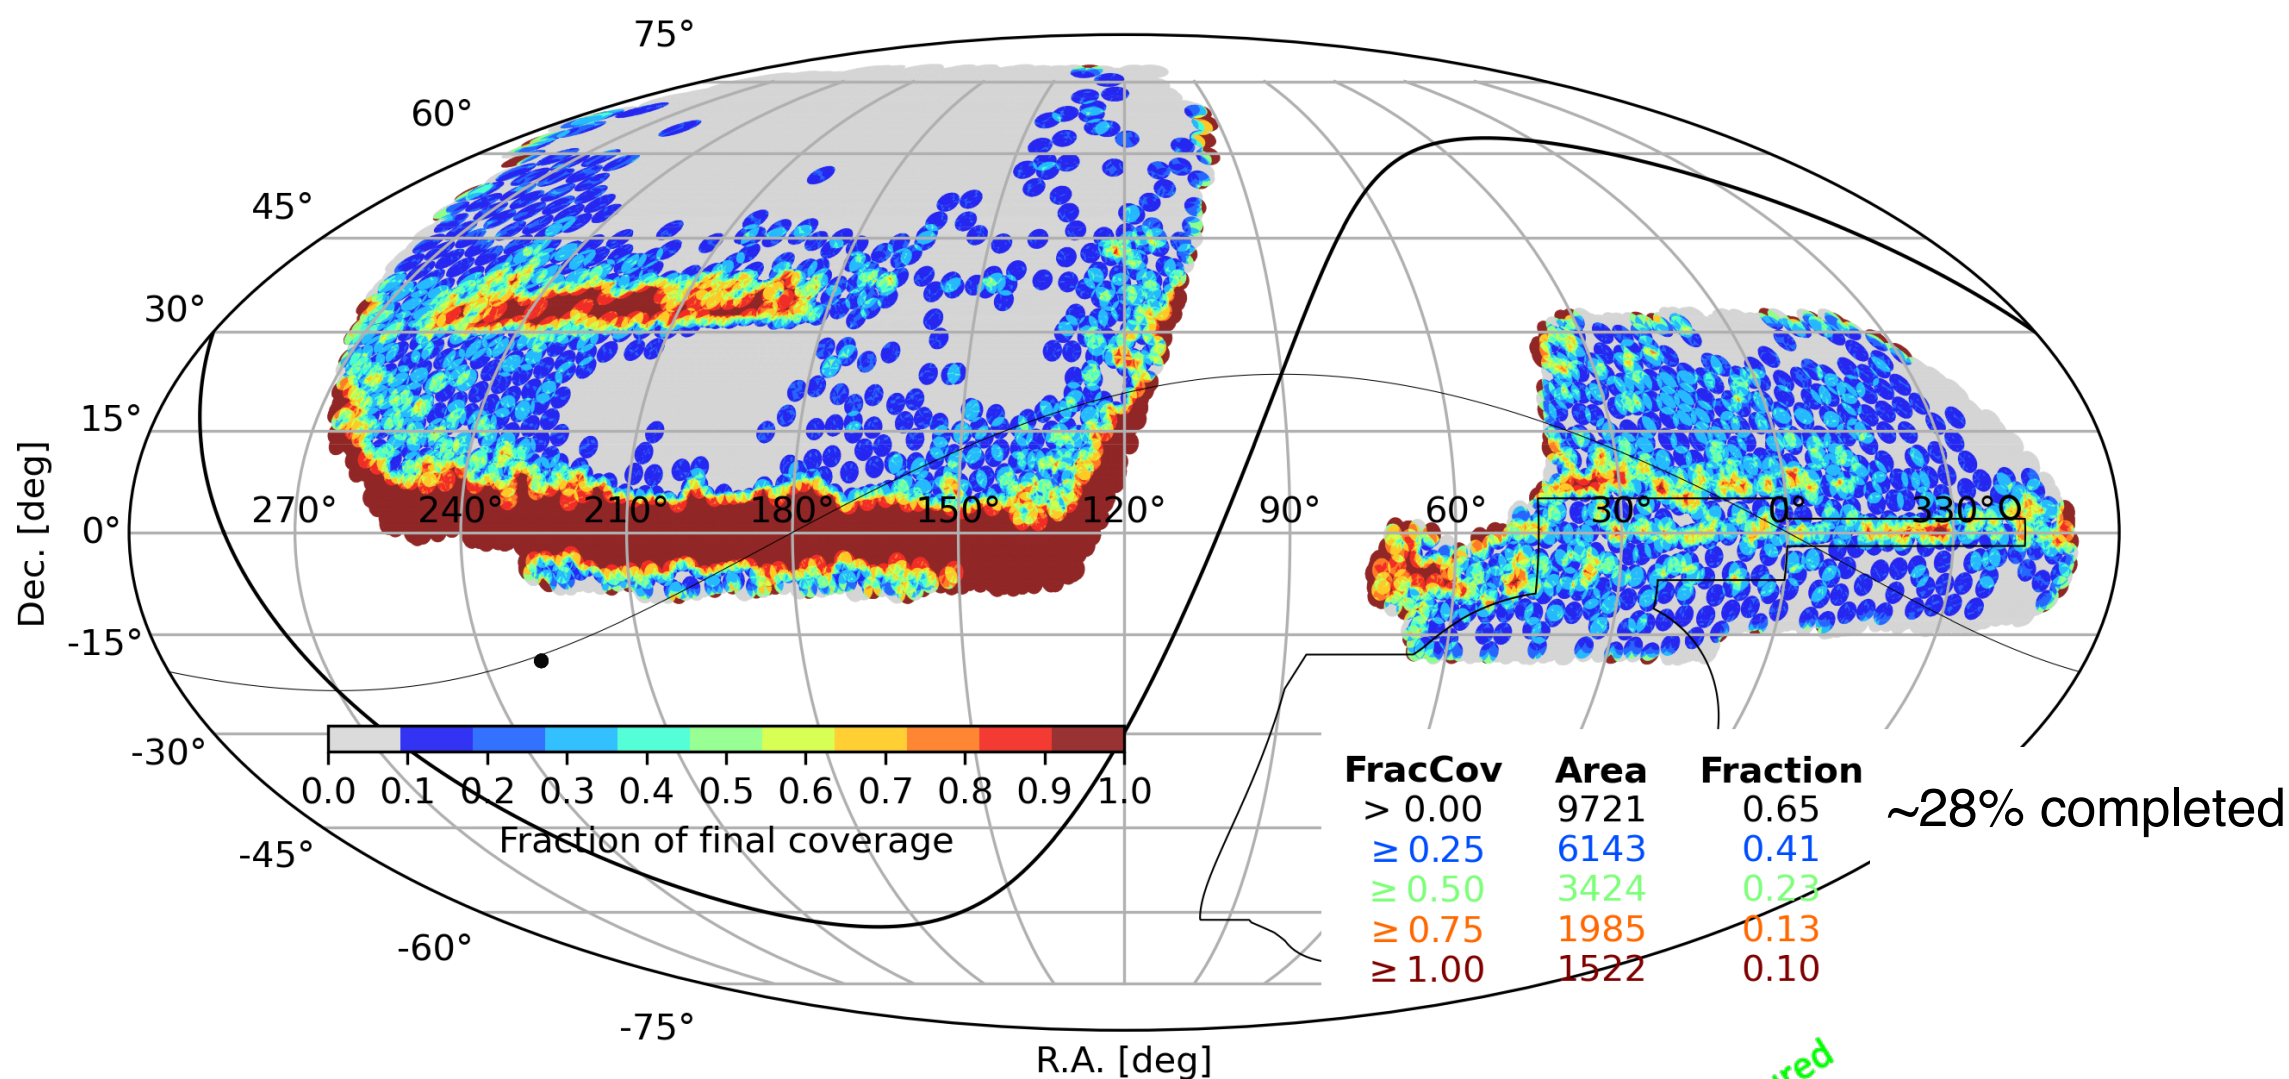 75°
60°
45°
30°
15°
0°
-15°
-30°
-45°
-60°
-75°
Dec. [deg]
270° 240° 210° 180° 150° 120° 90° 60° 30° 0° 330°
0.0 0.1 0.2 0.3 0.4 0.5 0.6 0.7 0.8 0.9 1.0
Fraction of final coverage
FracCov Area Fraction
> 0.00 9721 0.65
≥ 0.25 6143 0.41
≥ 0.50 3424 0.23
≥ 0.75 1985 0.13
≥ 1.00 1522 0.10
~28% completed
R.A. [deg]